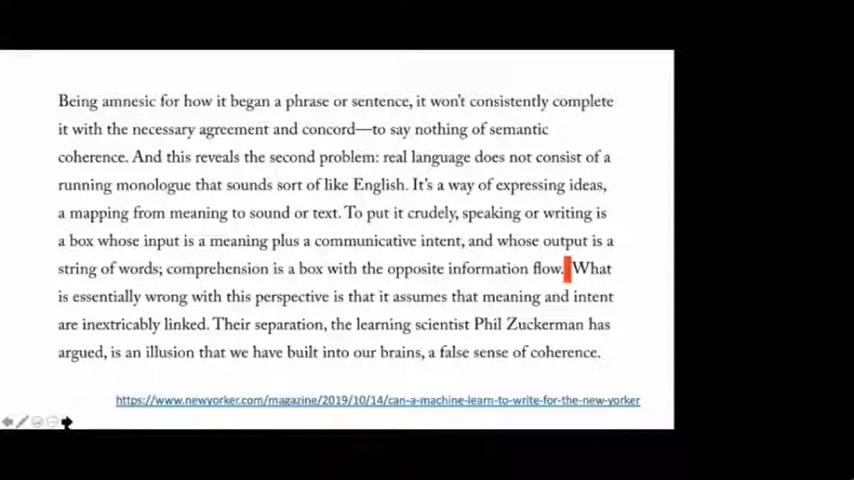 Being amnesic for how it began a phrase or sentence, it won't consistently complete
it with the necessary agreement and concord—to say nothing of semantic
coherence. And this reveals the second problem: real language does not consist of a
running monologue that sounds sort of like English. It's a way of expressing ideas,
a mapping from meaning to sound or text. To put it crudely, speaking or writing is
a box whose input is a meaning plus a communicative intent, and whose output is a
string of words; comprehension is a box with the opposite information flow. What
is essentially wrong with this perspective is that it assumes that meaning and intent
are inextricably linked. Their separation, the learning scientist Phil Zuckerman has
argued, is an illusion that we have built into our brains, a false sense of coherence.
https://www.newyorker.com/magazine/2019/10/14/can-a-machine-learn-to-write-for-the-new-yorker